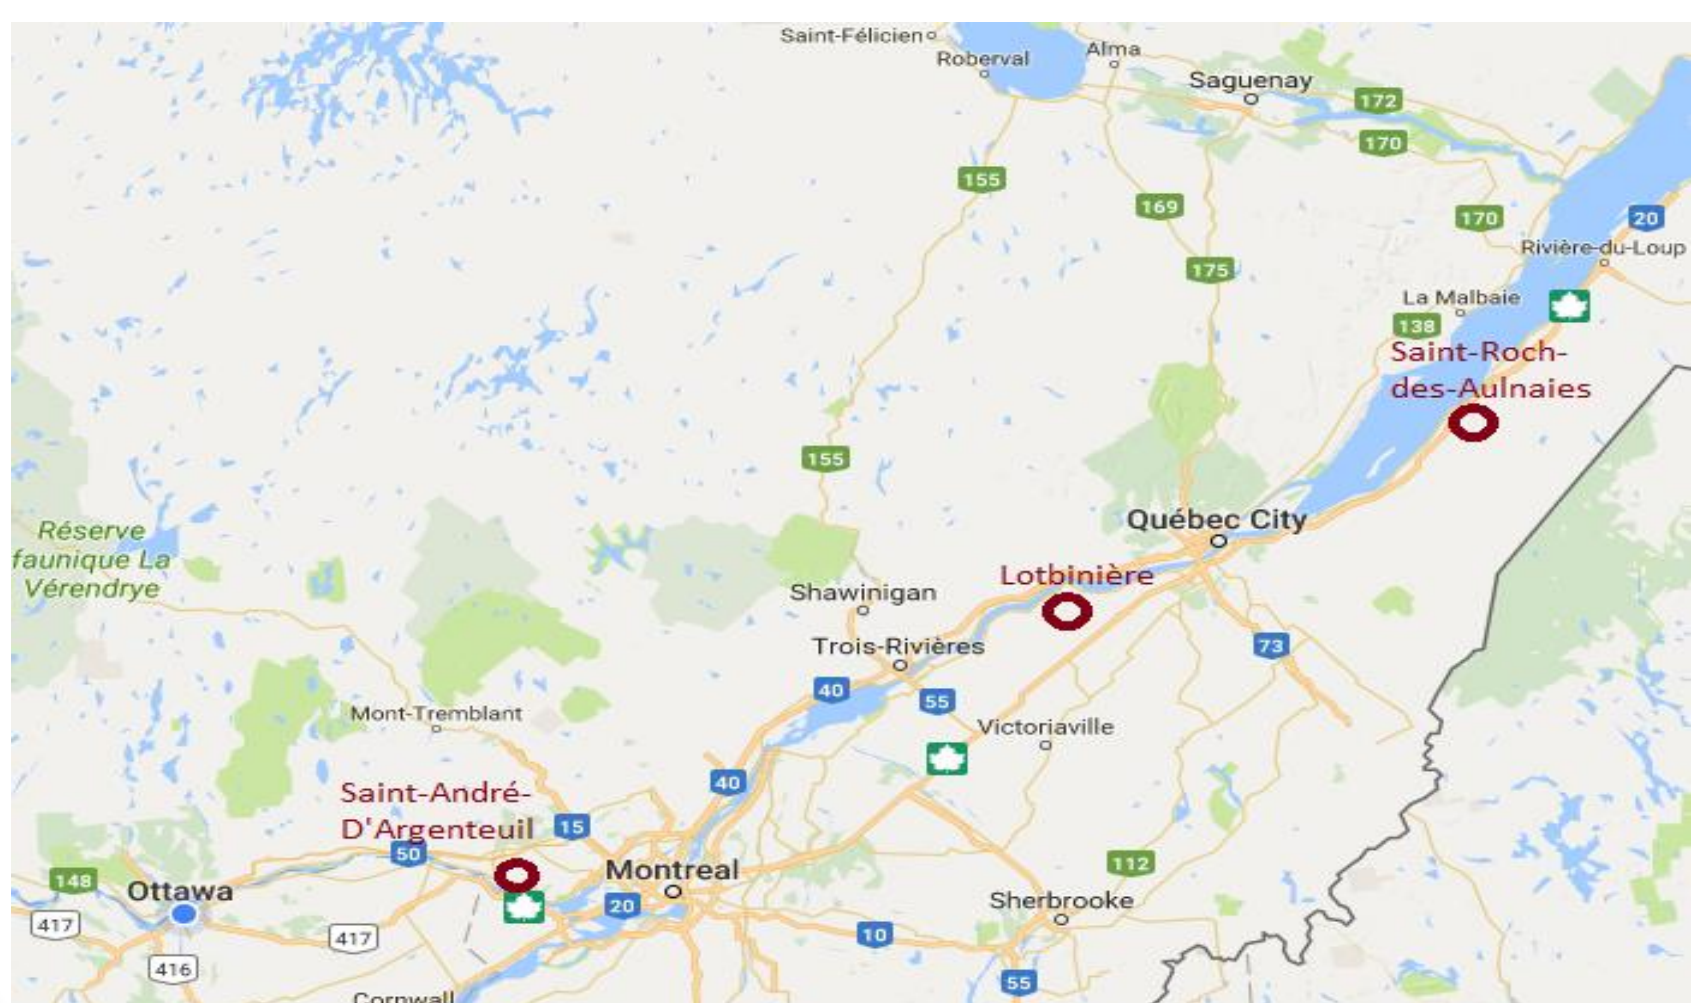 Saint-Félicien
Roberval
Alma
Saguenay
172
170
155
169
170
20
Rivière-du-Loup
175
La Malbaie
138
Saint-Roch-
des-Aulnaies
155
Québec City
Réserve
faunique La
Vérendrye
Lotbinière
Shawinigan
Trois-Rivières
73
40
55
Mont-Tremblant
Victoriaville
40
Saint-André-
D'Argenteuil
15
50
112
148
Ottawa
Montreal
20
Sherbrooke
417
417
10
416
55
Cornwall